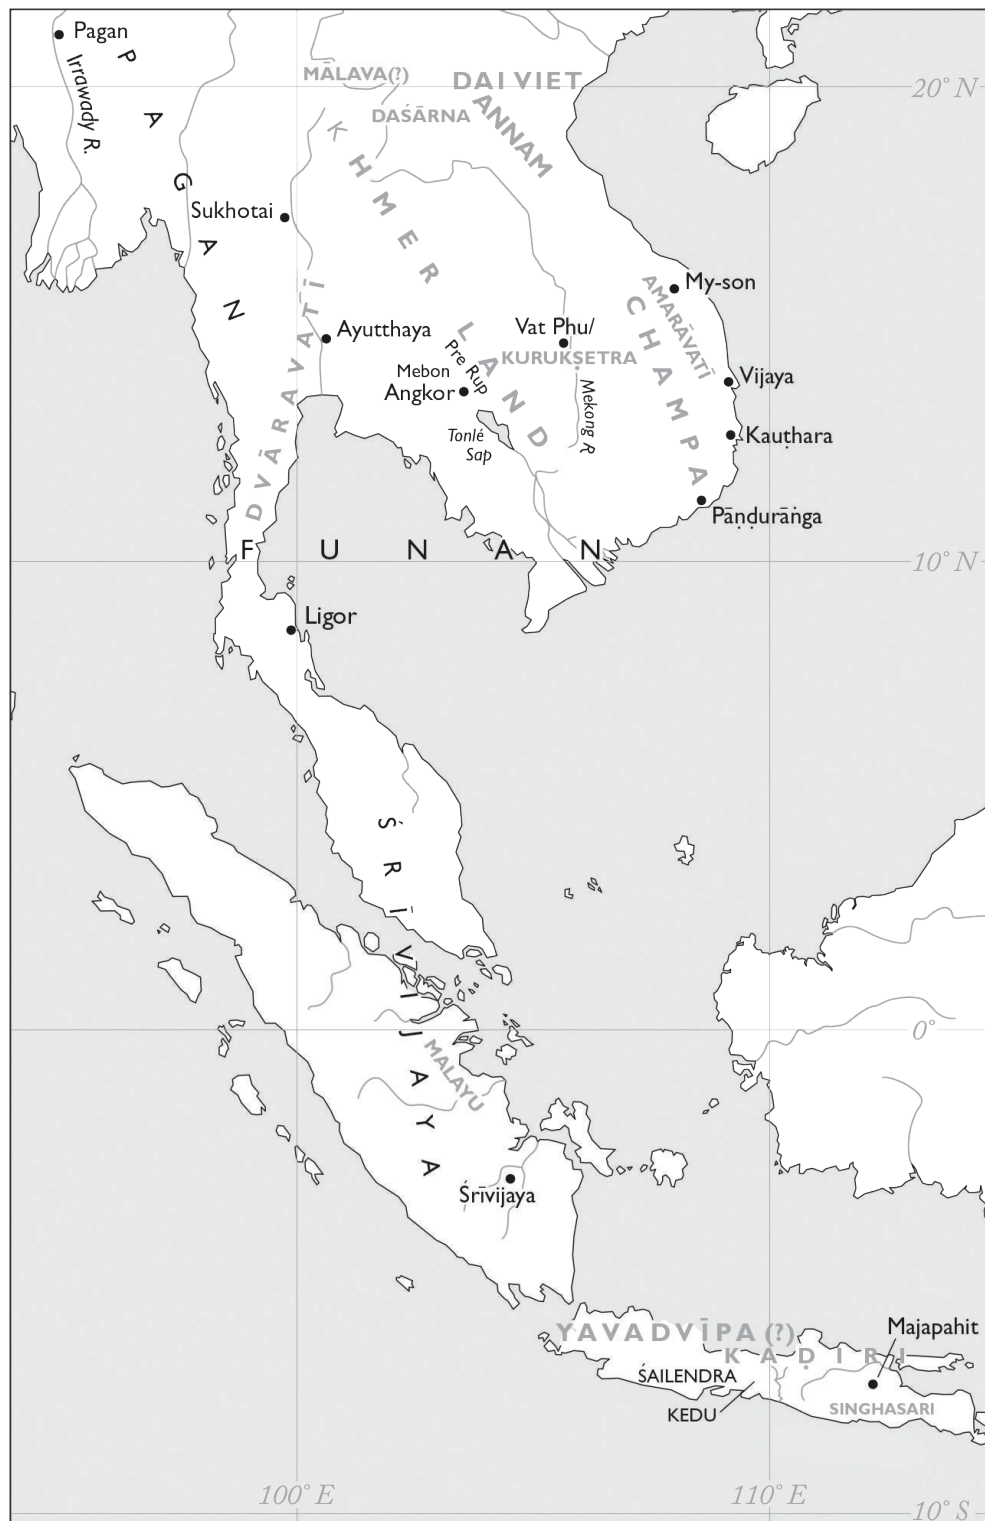 Pagan
PAGAN
Irrawady R.
MĀLAVA(?)
DAI VIET
DAŚĀRNA
ANNAM
20° N
KHMER LAND
Sukhotai
My-son
AMARĀVATĪ
CHAMPA
DVĀRAVATĪ
Ayutthaya
Vat Phu/
KURUKSETRA
Pre Rup
Mebon
Angkor
Mekong R
Vijaya
Tonlé
Sap
Kauṭhara
Pāṇḍurāṅga
FUNAN
10° N
Ligor
ŚRĪVIJAYA
0°
MALAYU
Śrīvijaya
YAVADVĪPA (?)
Majapahit
KAḌIRI
ŚAILENDRA
KEDU
SINGHASARI
100° E
110° E
10° S